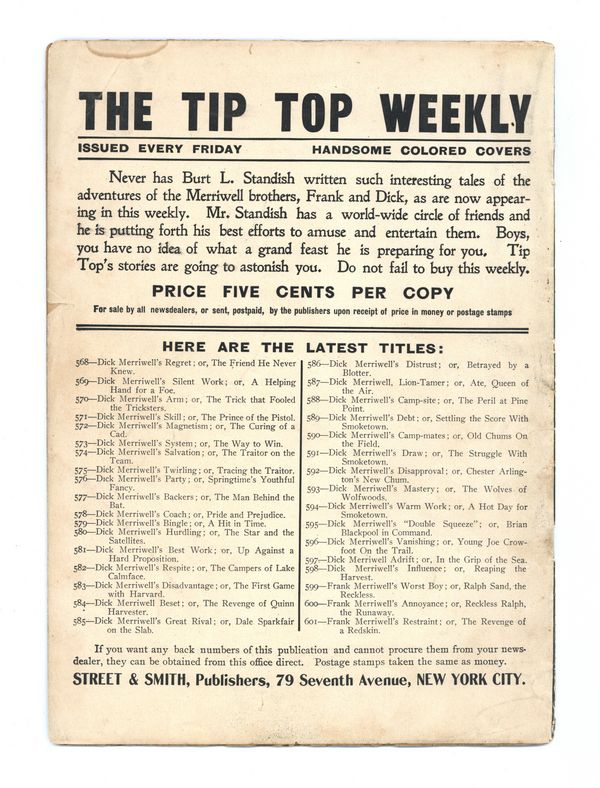 THE TIP TOP WEEKLY
ISSUED EVERY FRIDAY HANDSOME COLORED COVERS
Never has Burt L. Standish written such interesting tales of the
adventures of the Merriwell brothers, Frank and Dick, as are now appear-
ing in this weekly. Mr. Standish has a world-wide circle of friends and
he is putting forth his best efforts to amuse and entertain them. Boys,
you have no idea of what a grand feast he is preparing for you. Tip
Top's stories are going to astonish you. Do not fail to buy this weekly.
PRICE FIVE CENTS PER COPY
For sale by all newsdealers, or sent, postpaid, by the publishers upon receipt of price in money or postage stamps
HERE ARE THE LATEST TITLES:
568—Dick Merriwell's Regret; or, The Friend He Never
Knew.
569—Dick Merriwell's Silent Work; or, A Helping
Hand for a Foe.
570—Dick Merriwell's Arm; or, The Trick that Fooled
the Tricksters.
571—Dick Merriwell's Skill; or, The Prince of the Pistol.
572—Dick Merriwell's Magnetism; or, The Curing of a
Cad.
573—Dick Merriwell's System; or, The Way to Win.
574—Dick Merriwell's Salvation; or, The Traitor on the
Team.
575—Dick Merriwell's Twirling; or, Tracing the Traitor.
576—Dick Merriwell's Party; or, Springtime's Youthful
Fancy.
577—Dick Merriwell's Backers; or, The Man Behind the
Bat.
578—Dick Merriwell's Coach; or, Pride and Prejudice.
579—Dick Merriwell's Bingle; or, A Hit in Time.
580—Dick Merriwell's Hurdling; or, The Star and the
Satellites.
581—Dick Merriwell's Best Work; or, Up Against a
Hard Proposition.
582—Dick Merriwell's Respite; or, The Campers of Lake
Calmface.
583—Dick Merriwell's Disadvantage; or, The First Game
with Harvard.
584—Dick Merriwell Beset; or, The Revenge of Quinn
Harvester.
585—Dick Merriwell's Great Rival; or, Dale Sparkfair
on the Slab.
586—Dick Merriwell's Distrust; or, Betrayed by a
Blotter.
587—Dick Merriwell, Lion-Tamer; or, Ate, Queen of
the Air.
588—Dick Merriwell's Camp-site; or, The Peril at Pine
Point.
589—Dick Merriwell's Debt; or, Settling the Score With
Smoketown.
590—Dick Merriwell's Camp-mates; or, Old Chums On
the Field.
591—Dick Merriwell's Draw; or, The Struggle With
Smoketown.
592—Dick Merriwell's Disapproval; or, Chester Arling-
ton's New Chum.
593—Dick Merriwell's Mastery; or, The Wolves of
Wolfwoods.
594—Dick Merriwell's Warm Work; or, A Hot Day for
Smoketown.
595—Dick Merriwell's "Double Squeeze"; or, Brian
Blackpool in Command.
596—Dick Merriwell's Vanishing; or, Young Joe Crow-
foot On the Trail.
597—Dick Merriwell Adrift; or, In the Grip of the Sea.
598—Dick Merriwell's Influence; or, Reaping the
Harvest.
599—Frank Merriwell's Worst Boy; or, Ralph Sand, the
Reckless.
600—Frank Merriwell's Annoyance; or, Reckless Ralph,
the Runaway.
601—Frank Merriwell's Restraint; or, The Revenge of
a Redskin.
If you want any back numbers of this publication and cannot procure them from your news-
dealer, they can be obtained from this office direct. Postage stamps taken the same as money.
STREET & SMITH, Publishers, 79 Seventh Avenue, NEW YORK CITY.